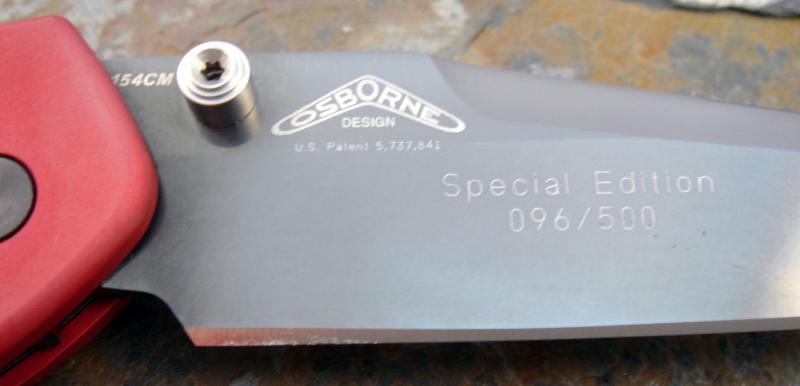 154CM
OSBORNE
DESIGN
U.S. Patent 5,737,841
Special Edition
096/500